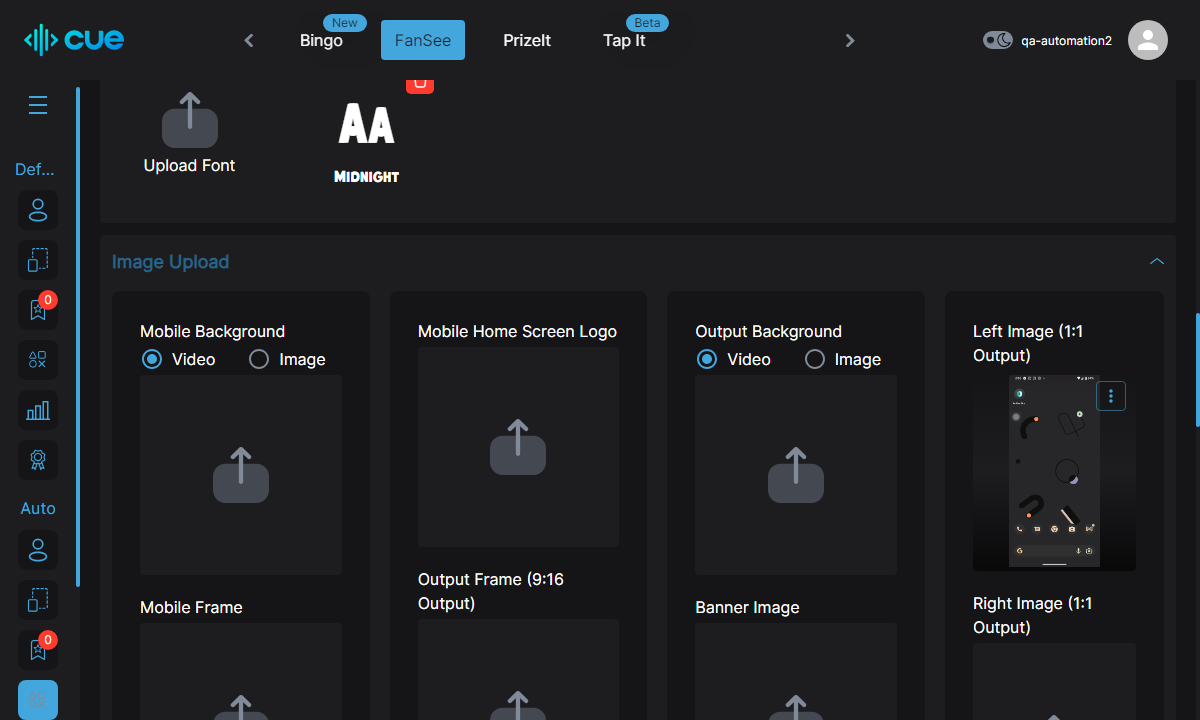 cue
Bingo
New
FanSee
PrizeIt
Tap It
Beta
qa-automation2
Def...
0
Auto
0
Upload Font
AA
MIDNIGHT
Image Upload
Mobile Background
Video
Image
Mobile Home Screen Logo
Output Background
Video
Image
Left Image (1:1
Output)
Mobile Frame
Output Frame (9:16
Output)
Banner Image
Right Image (1:1
Output)